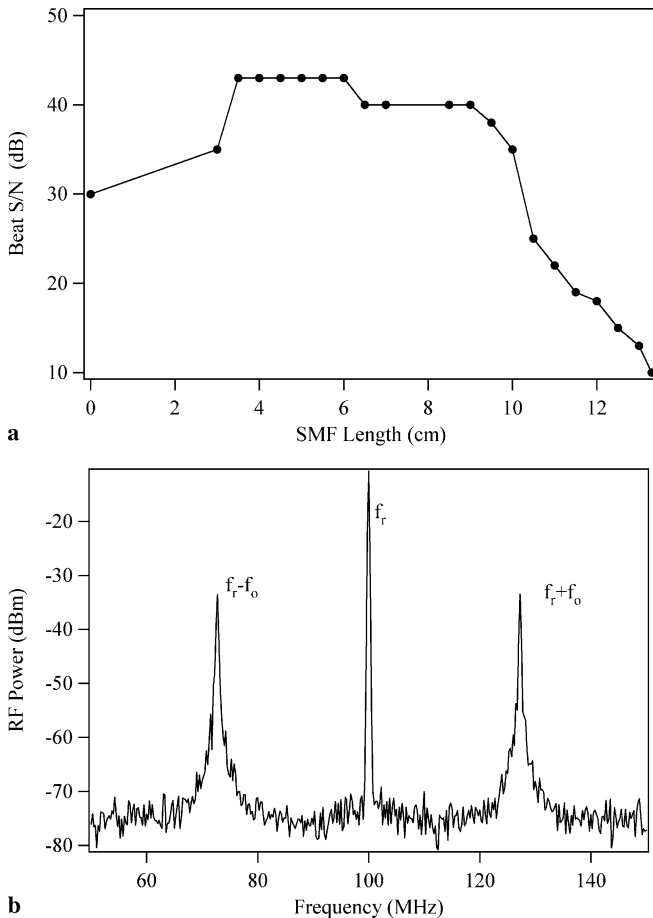 50
40
30
20
10
Beat S/N (dB)
0 2 4 6 8 10 12
SMF Length (cm)
a
-20
-30
-40
-50
-60
-70
-80
RF Power (dBm)
fr
fr-fo
fr+fo
60 80 100 120 140
Frequency (MHz)
b